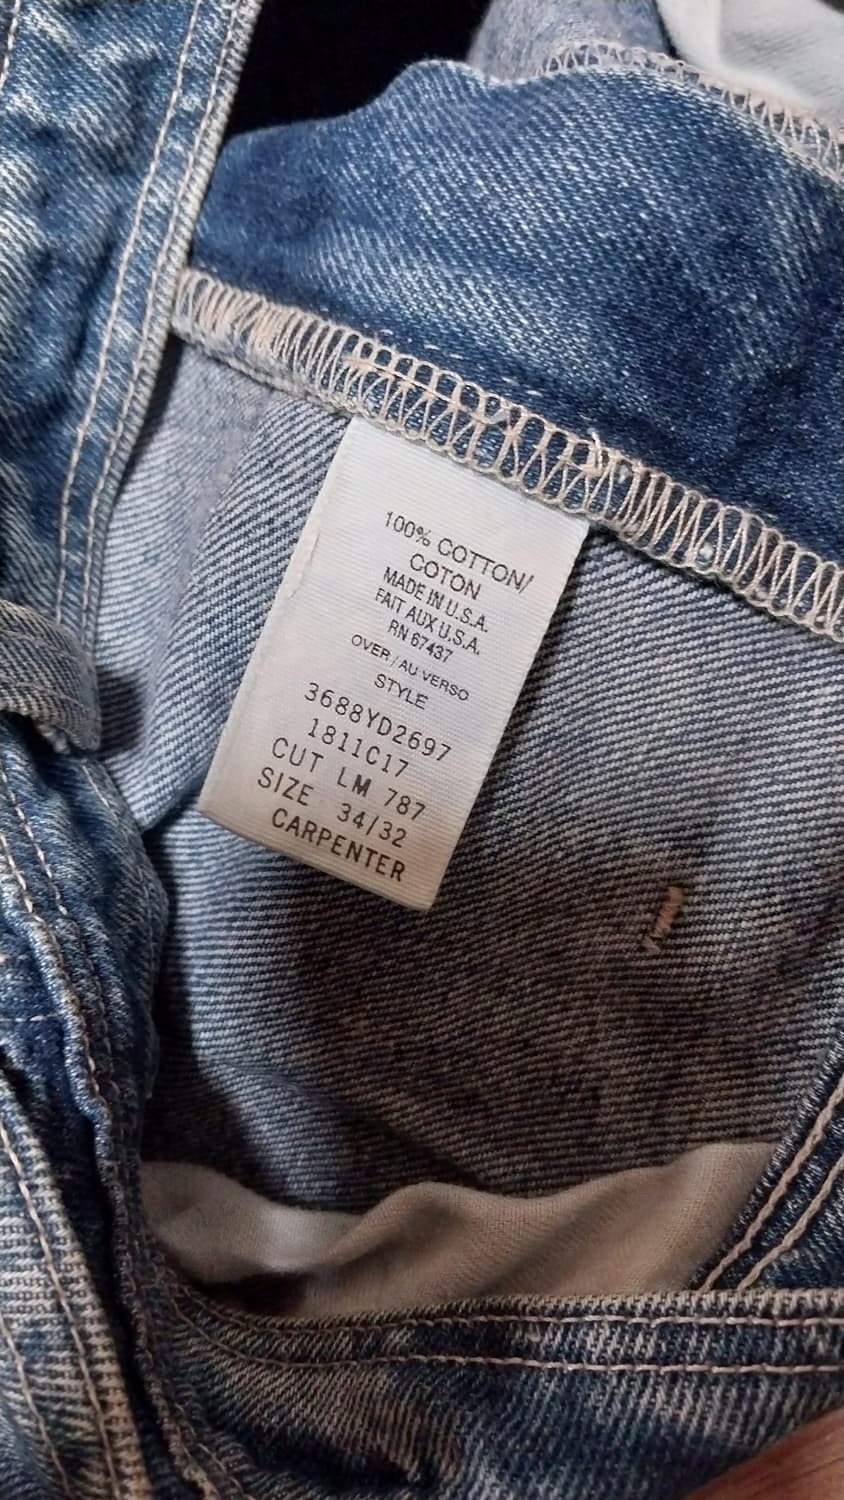 100% COTTON/
COTON
MADE IN U.S.A.
FAIT AUX U.S.A.
RN 67437
OVER / AU VERSO
STYLE
3688YD2697
1811C17
CUT LM 787
SIZE 34/32
CARPENTER